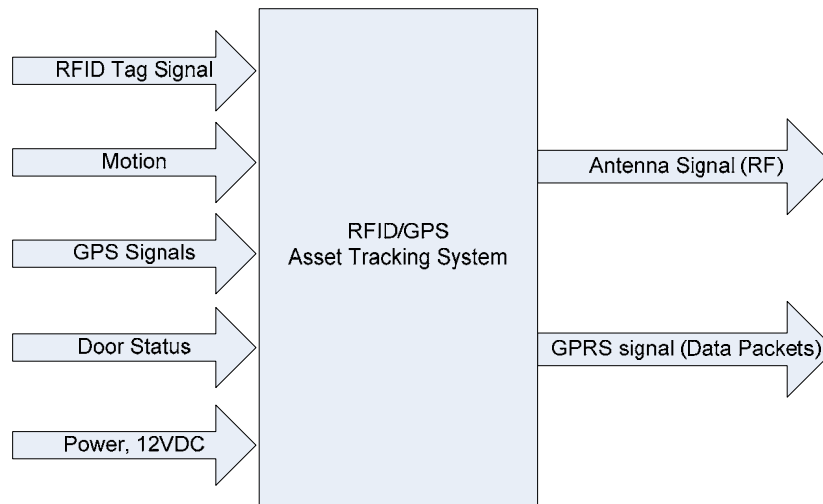 RFID Tag Signal
Motion
GPS Signals
Door Status
Power, 12VDC
RFID/GPS
Asset Tracking System
Antenna Signal (RF)
GPRS signal (Data Packets)